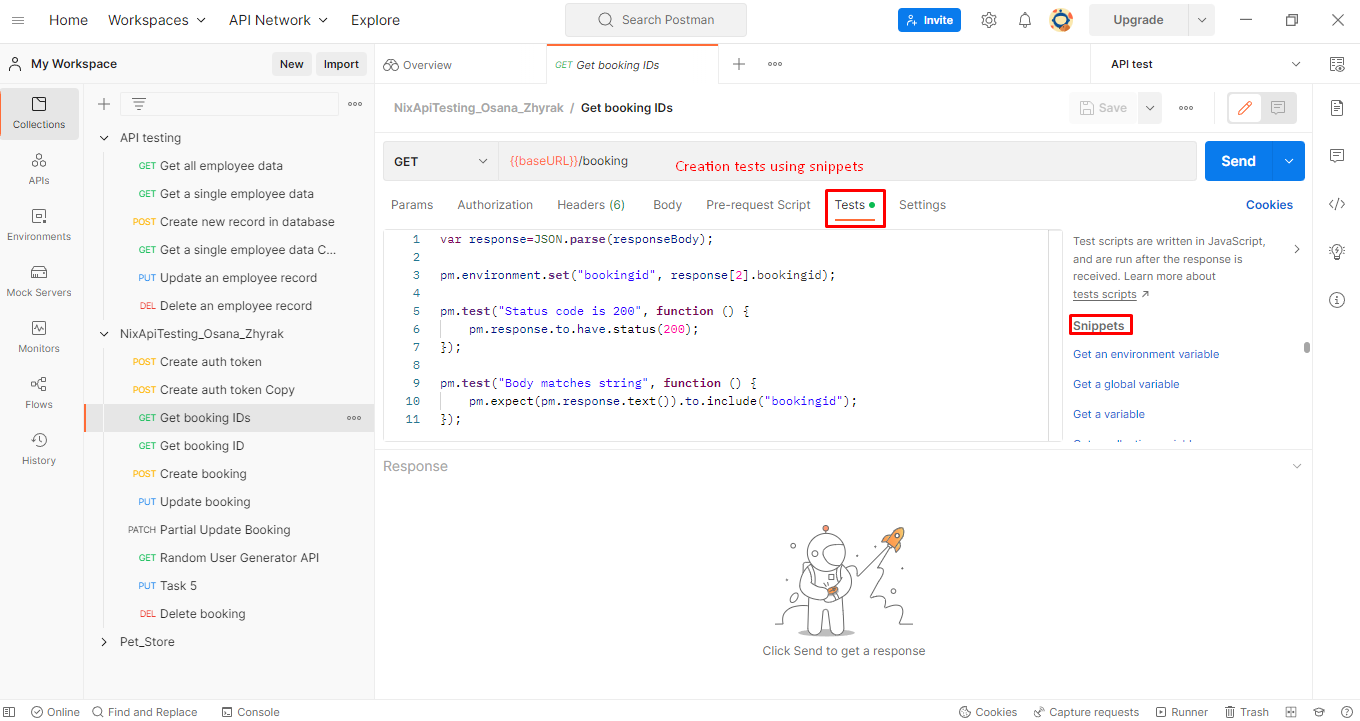 Home Workspaces API Network Explore Search Postman Invite Upgrade
My Workspace New Import Overview GET Get booking IDs API test
Collections
APIs
Environments
Mock Servers
Monitors
Flows
History
API testing
GET Get all employee data
GET Get a single employee data
POST Create new record in database
GET Get a single employee data C...
PUT Update an employee record
DEL Delete an employee record
NixApiTesting_Osana_Zhyrak
POST Create auth token
POST Create auth token Copy
GET Get booking IDs
GET Get booking ID
POST Create booking
PUT Update booking
PATCH Partial Update Booking
GET Random User Generator API
PUT Task 5
DEL Delete booking
Pet_Store
NixApiTesting_Osana_Zhyrak / Get booking IDs Save
GET {{baseURL}}/booking Creation tests using snippets Send
Params Authorization Headers (6) Body Pre-request Script Tests Settings Cookies
1 var response=JSON.parse(responseBody);
2
3 pm.environment.set("bookingid", response[2].bookingid);
4
5 pm.test("Status code is 200", function () {
6 pm.response.to.have.status(200);
7 });
8
9 pm.test("Body matches string", function () {
10 pm.expect(pm.response.text()).to.include("bookingid");
11 });
Test scripts are written in JavaScript,
and are run after the response is
received. Learn more about
tests scripts ↗
Snippets
Get an environment variable
Get a global variable
Get a variable
Response
Click Send to get a response
Online Find and Replace Console Cookies Capture requests Runner Trash